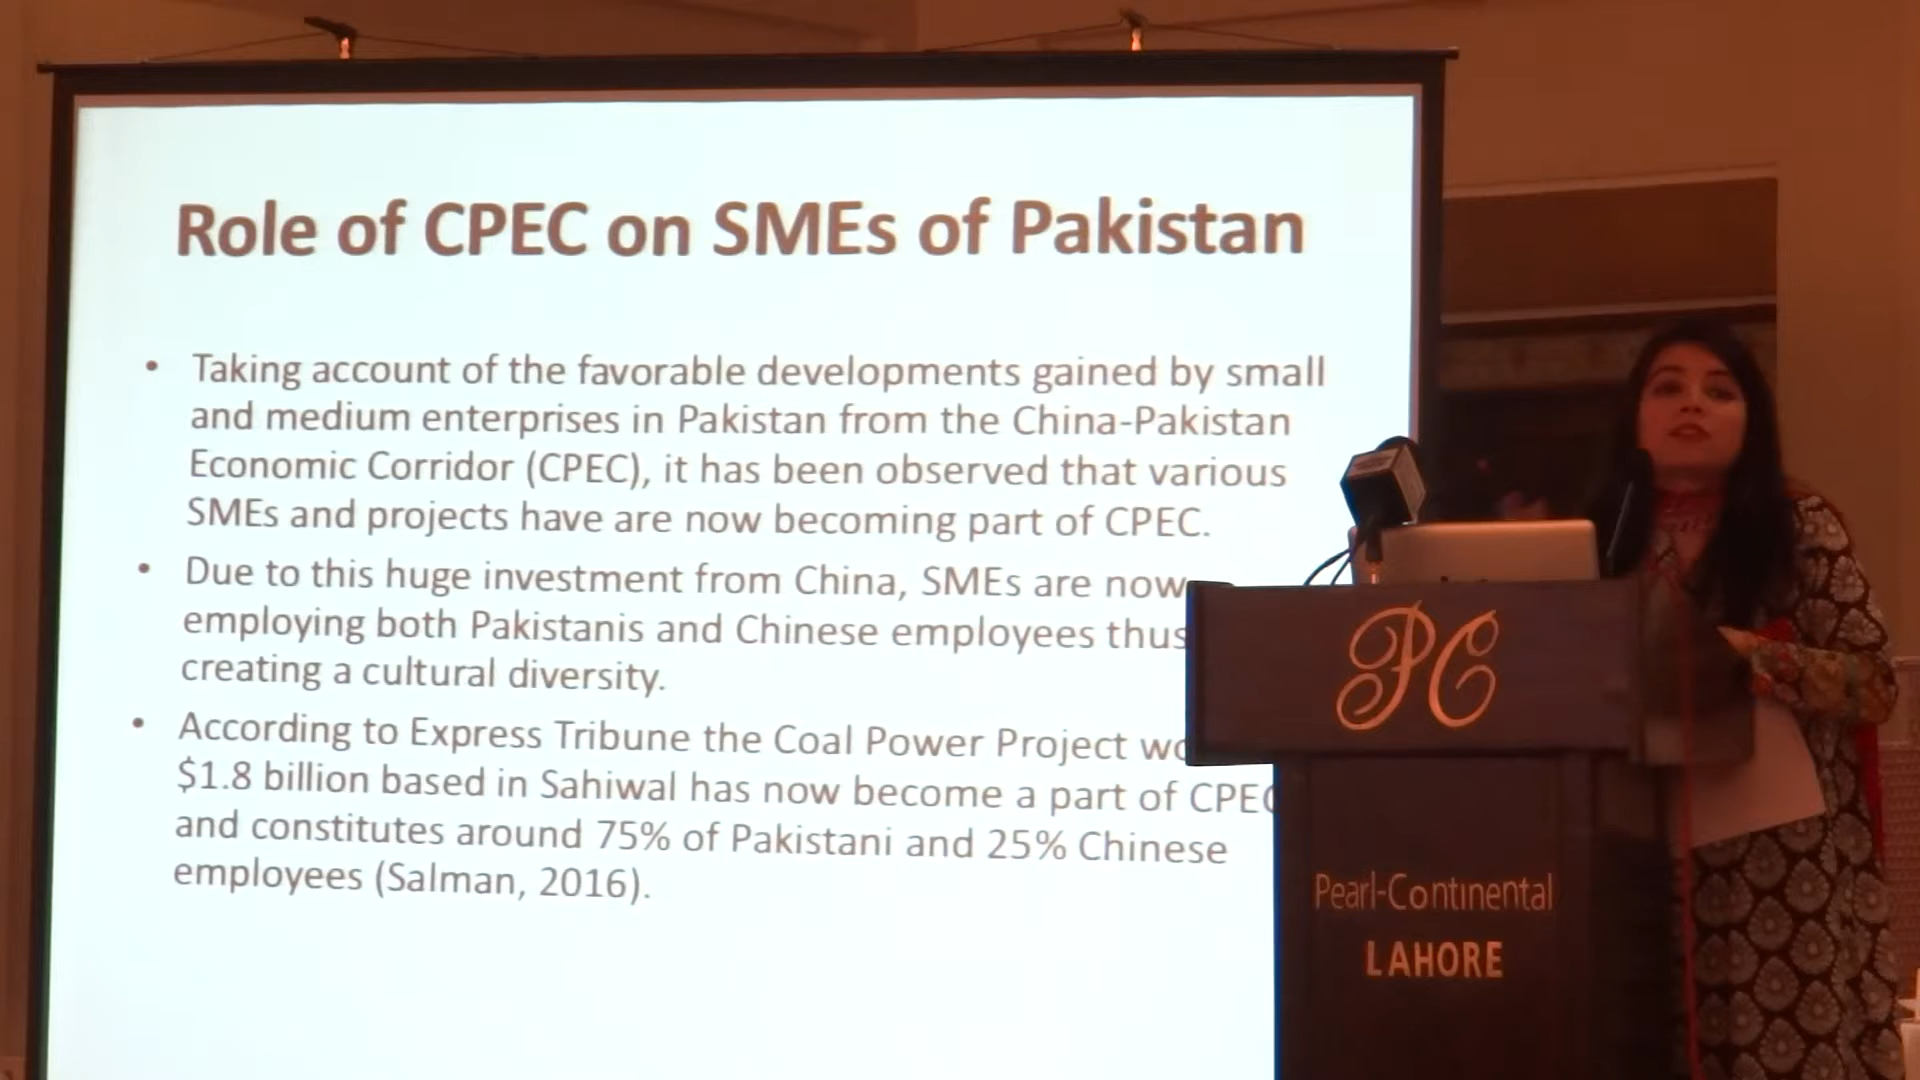 Role of CPEC on SMEs of Pakistan
• Taking account of the favorable developments gained by small
and medium enterprises in Pakistan from the China-Pakistan
Economic Corridor (CPEC), it has been observed that various
SMEs and projects have are now becoming part of CPEC.
• Due to this huge investment from China, SMEs are now
employing both Pakistanis and Chinese employees thus
creating a cultural diversity.
• According to Express Tribune the Coal Power Project
$1.8 billion based in Sahiwal has now become a part of CPEC
and constitutes around 75% of Pakistani and 25% Chinese
employees (Salman, 2016).
PC
Pearl-Continental
LAHORE